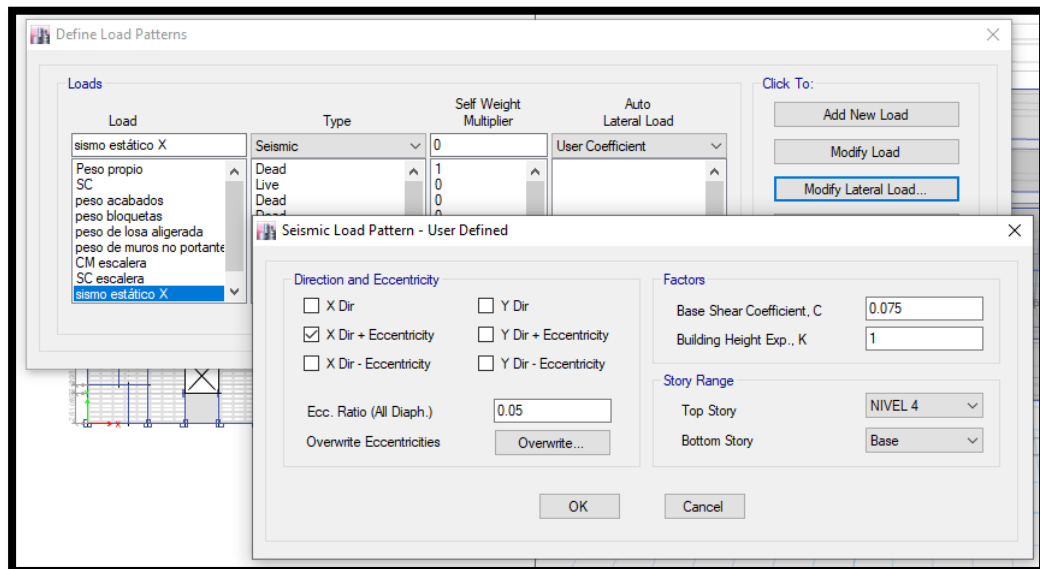 Define Load Patterns
Loads
Click To:
Load
Type
Self Weight
Multiplier
Auto
Lateral Load
sismo estático X
Seismic
0
User Coefficient
Add New Load
Modify Load
Modify Lateral Load...
Peso propio
SC
peso acabados
peso bloquetas
peso de losa aligerada
peso de muros no portante
CM escalera
SC escalera
sismo estático X
Dead
Live
Dead
Dead
1
0
0
0
Seismic Load Pattern - User Defined
Direction and Eccentricity
X Dir
Y Dir
X Dir + Eccentricity
Y Dir + Eccentricity
X Dir - Eccentricity
Y Dir - Eccentricity
Ecc. Ratio (All Diaph.)
0.05
Overwrite Eccentricities
Overwrite...
Factors
Base Shear Coefficient, C
0.075
Building Height Exp., K
1
Story Range
Top Story
NIVEL 4
Bottom Story
Base
OK
Cancel
X